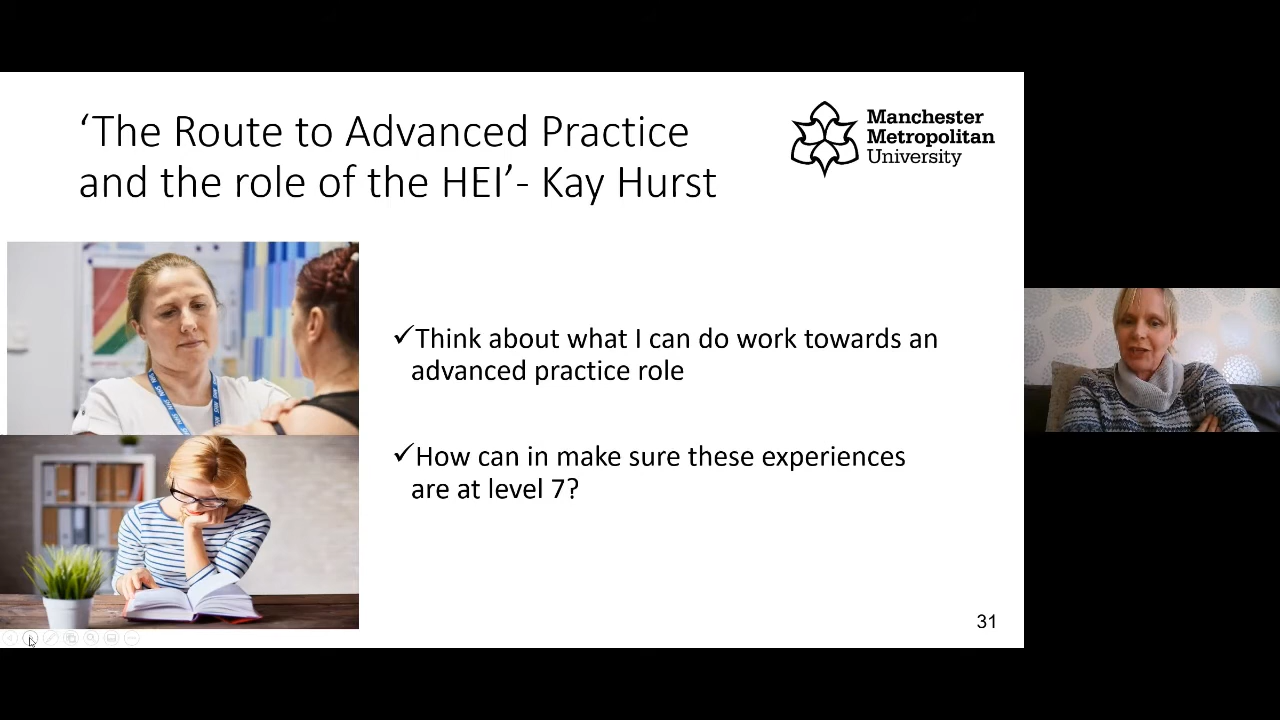 ‘The Route to Advanced Practice
and the role of the HEI’- Kay Hurst
Manchester
Metropolitan
University
✓Think about what I can do work towards an
advanced practice role
✓How can in make sure these experiences
are at level 7?
31